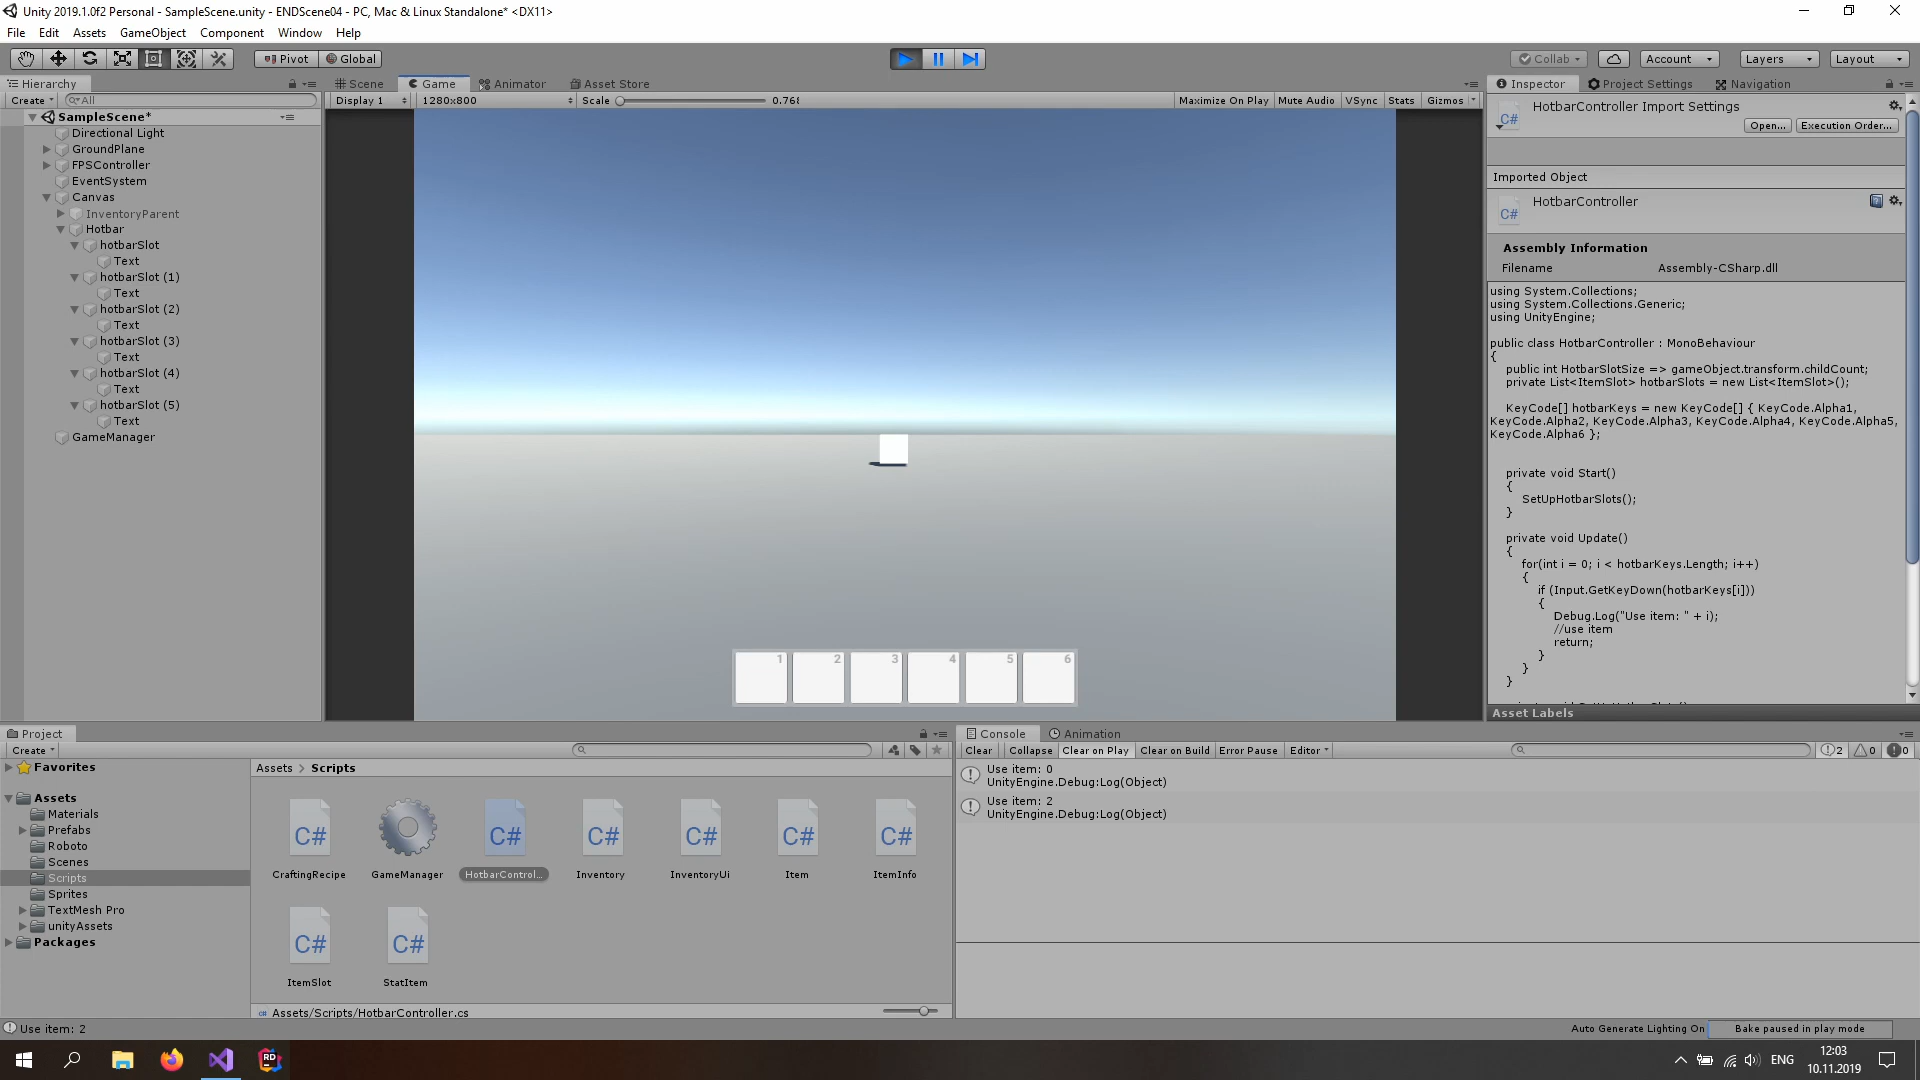 Unity 2019.1.0f2 Personal - SampleScene.unity - ENDScene04 - PC, Mac & Linux Standalone* <DX11>
File Edit Assets GameObject Component Window Help
Pivot Global Collab Account Layers Layout
Hierarchy
Create All
SampleScene*
Directional Light
GroundPlane
FPSController
EventSystem
Canvas
InventoryParent
Hotbar
hotbarSlot
Text
hotbarSlot (1)
Text
hotbarSlot (2)
Text
hotbarSlot (3)
Text
hotbarSlot (4)
Text
hotbarSlot (5)
Text
GameManager
Scene Game Animator Asset Store
Display 1 1280x800 Scale 0.768 Maximize On Play Mute Audio VSync Stats Gizmos
1 2 3 4 5 6
Inspector Project Settings Navigation
HotbarController Import Settings
Open... Execution Order...
Imported Object
HotbarController
Assembly Information
Filename Assembly-CSharp.dll
using System.Collections;
using System.Collections.Generic;
using UnityEngine;
public class HotbarController : MonoBehaviour
{
public int HotbarSlotSize => gameObject.transform.childCount;
private List<ItemSlot> hotbarSlots = new List<ItemSlot>();
KeyCode[] hotbarKeys = new KeyCode[] { KeyCode.Alpha1,
KeyCode.Alpha2, KeyCode.Alpha3, KeyCode.Alpha4, KeyCode.Alpha5,
KeyCode.Alpha6 };
private void Start()
{
SetUpHotbarSlots();
}
private void Update()
{
for(int i = 0; i < hotbarKeys.Length; i++)
{
if (Input.GetKeyDown(hotbarKeys[i]))
{
Debug.Log("Use item: " + i);
//use item
return;
}
}
}
Asset Labels
Project
Create
Favorites
Assets
Materials
Prefabs
Roboto
Scenes
Scripts
Sprites
TextMesh Pro
unityAssets
Packages
Assets > Scripts
C# C# C# C# C# C#
CraftingRecipe GameManager HotbarControl... Inventory InventoryUi Item ItemInfo
C# C#
ItemSlot StatItem
Assets/Scripts/HotbarController.cs
Console Animation
Clear Collapse Clear on Play Clear on Build Error Pause Editor 2 0 0
Use item: 0
UnityEngine.Debug:Log(Object)
Use item: 2
UnityEngine.Debug:Log(Object)
Use item: 2
Auto Generate Lighting On Bake paused in play mode
ENG 12:03
10.11.2019